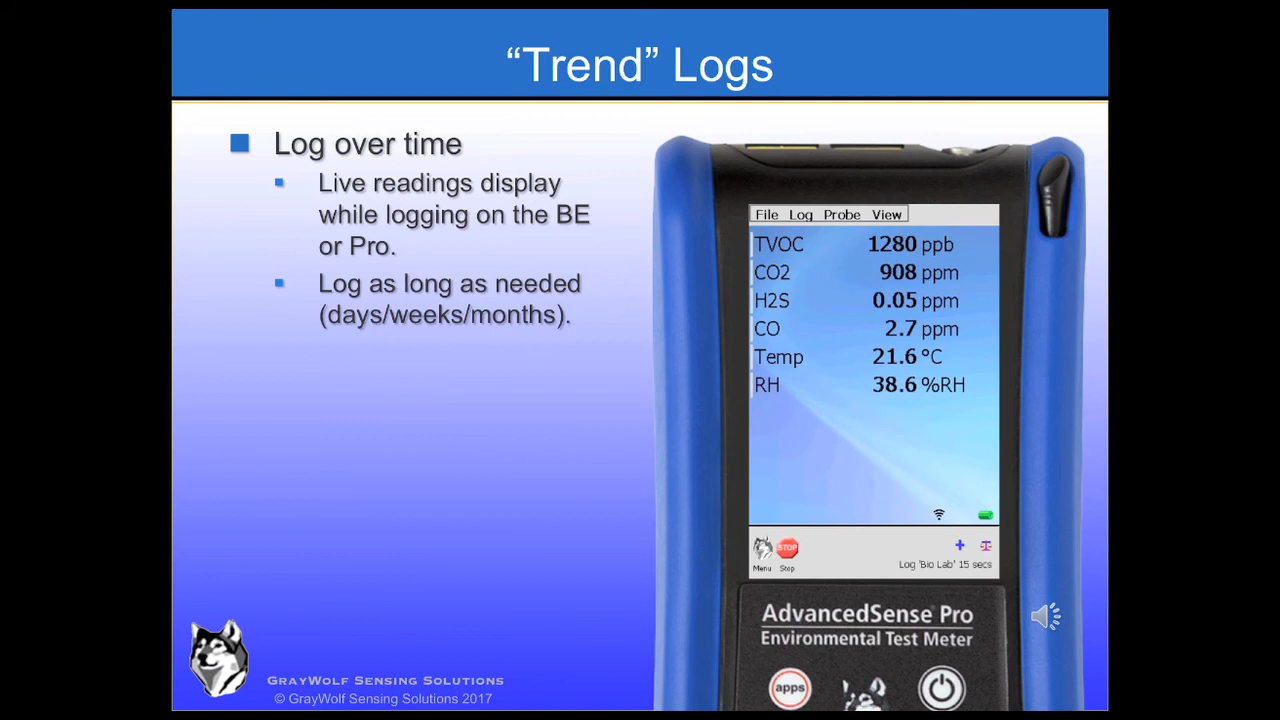 “Trend” Logs
Log over time
Live readings display
while logging on the BE
or Pro.
Log as long as needed
(days/weeks/months).
File Log Probe View
TVOC 1280 ppb
CO2 908 ppm
H2S 0.05 ppm
CO 2.7 ppm
Temp 21.6 °C
RH 38.6 %RH
STOP
Menu Stop
Log 'Bio Lab' 15 secs
AdvancedSense® Pro
Environmental Test Meter
apps
GRAYWOLF SENSING SOLUTIONS
© GrayWolf Sensing Solutions 2017